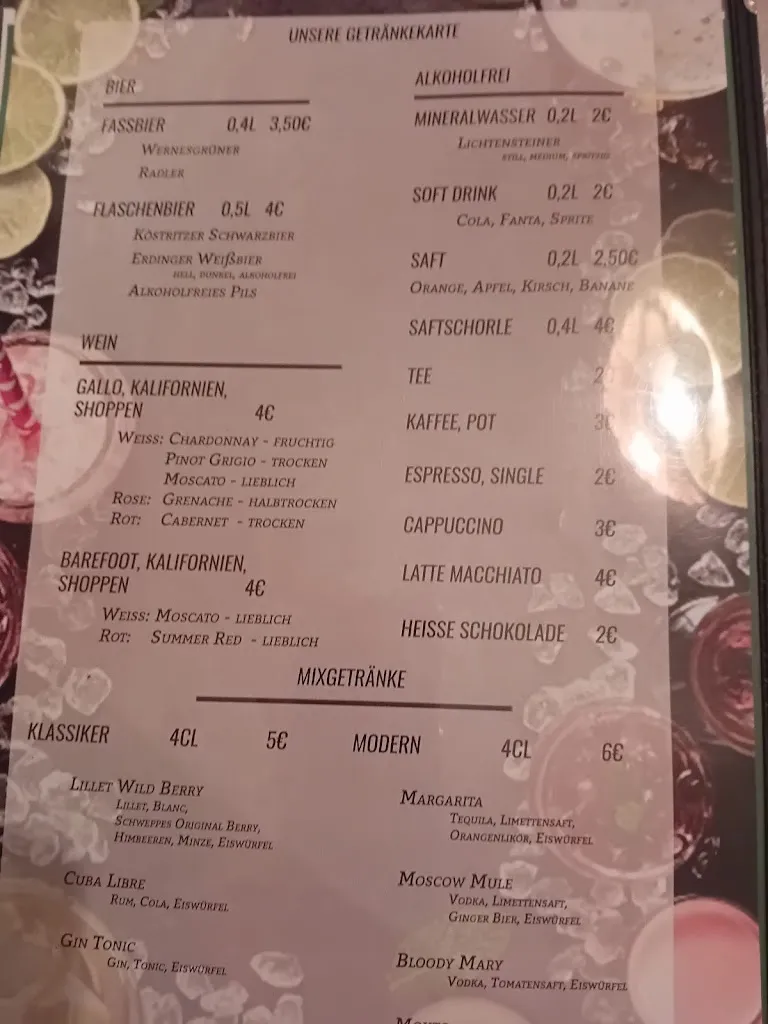 UNSERE GETRÄNKEKARTE
BIER
FASSBIER 0,4L 3,50€
WERNESGRÜNER
RADLER
FLASCHENBIER 0,5L 4€
KÖSTRITZER SCHWARZBIER
ERDINGER WEIßBIER
HELL, DUNKEL, ALKOHOLFREI
ALKOHOLFREIES PILS
WEIN
GALLO, KALIFORNIEN,
SHOPPEN 4€
WEISS: CHARDONNAY - FRUCHTIG
PINOT GRIGIO - TROCKEN
MOSCATO - LIEBLICH
ROSE: GRENACHE - HALBTROCKEN
ROT: CABERNET - TROCKEN
BAREFOOT, KALIFORNIEN,
SHOPPEN 4€
WEISS: MOSCATO - LIEBLICH
ROT: SUMMER RED - LIEBLICH
ALKOHOLFREI
MINERALWASSER 0,2L 2€
LICHTENSTEINER
STILL, MEDIUM, SPRITZIG
SOFT DRINK 0,2L 2€
COLA, FANTA, SPRITE
SAFT 0,2L 2,50€
ORANGE, APFEL, KIRSCH, BANANE
SAFTSCHORLE 0,4L 4€
TEE 2€
KAFFEE, POT 3€
ESPRESSO, SINGLE 2€
CAPPUCCINO 3€
LATTE MACCHIATO 4€
HEISSE SCHOKOLADE 2€
MIXGETRÄNKE
KLASSIKER 4CL 5€
LILLET WILD BERRY
LILLET, BLANC,
SCHWEPPES ORIGINAL BERRY,
HIMBEEREN, MINZE, EISWÜRFEL
CUBA LIBRE
RUM, COLA, EISWÜRFEL
GIN TONIC
GIN, TONIC, EISWÜRFEL
MODERN 4CL 6€
MARGARITA
TEQUILA, LIMETTENSAFT,
ORANGENLIKÖR, EISWÜRFEL
MOSCOW MULE
VODKA, LIMETTENSAFT,
GINGER BIER, EISWÜRFEL
BLOODY MARY
VODKA, TOMATENSAFT, EISWÜRFEL